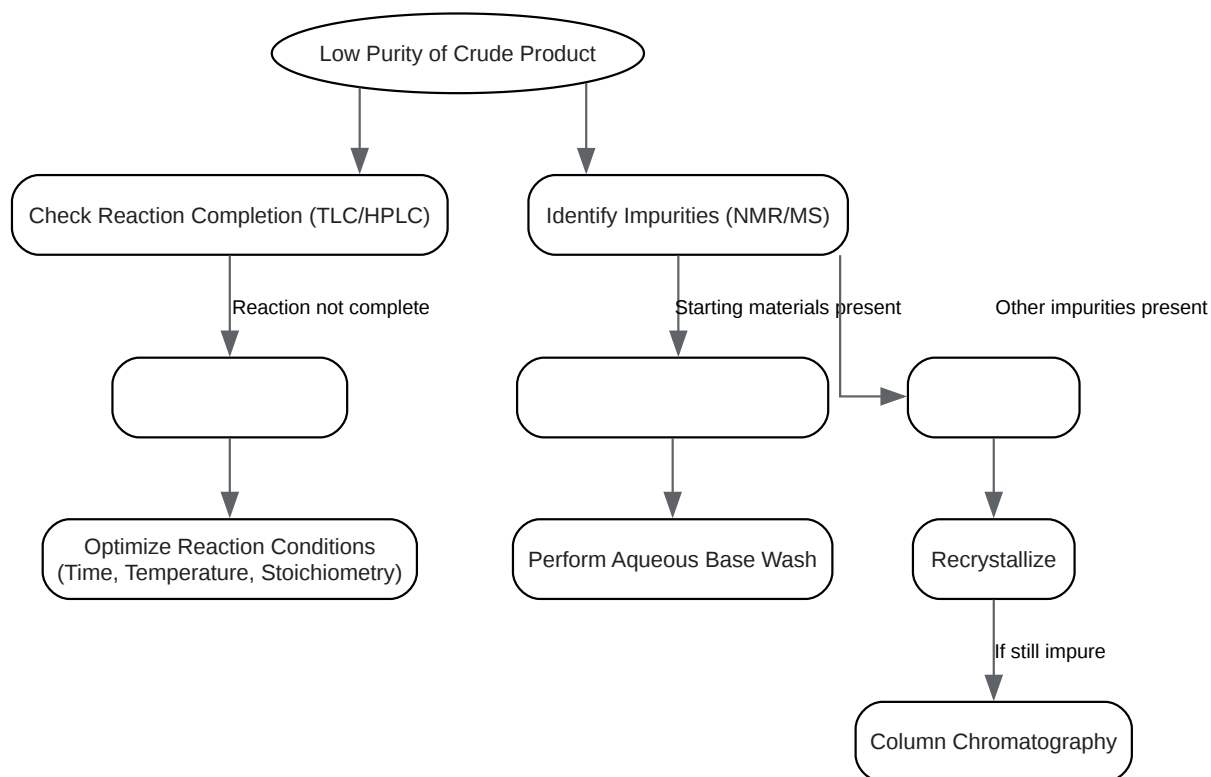 Low Purity of Crude Product
Check Reaction Completion (TLC/HPLC)
Identify Impurities (NMR/MS)
Reaction not complete
Starting materials present
Other impurities present
Optimize Reaction Conditions
(Time, Temperature, Stoichiometry)
Perform Aqueous Base Wash
Recrystallize
If still impure
Column Chromatography